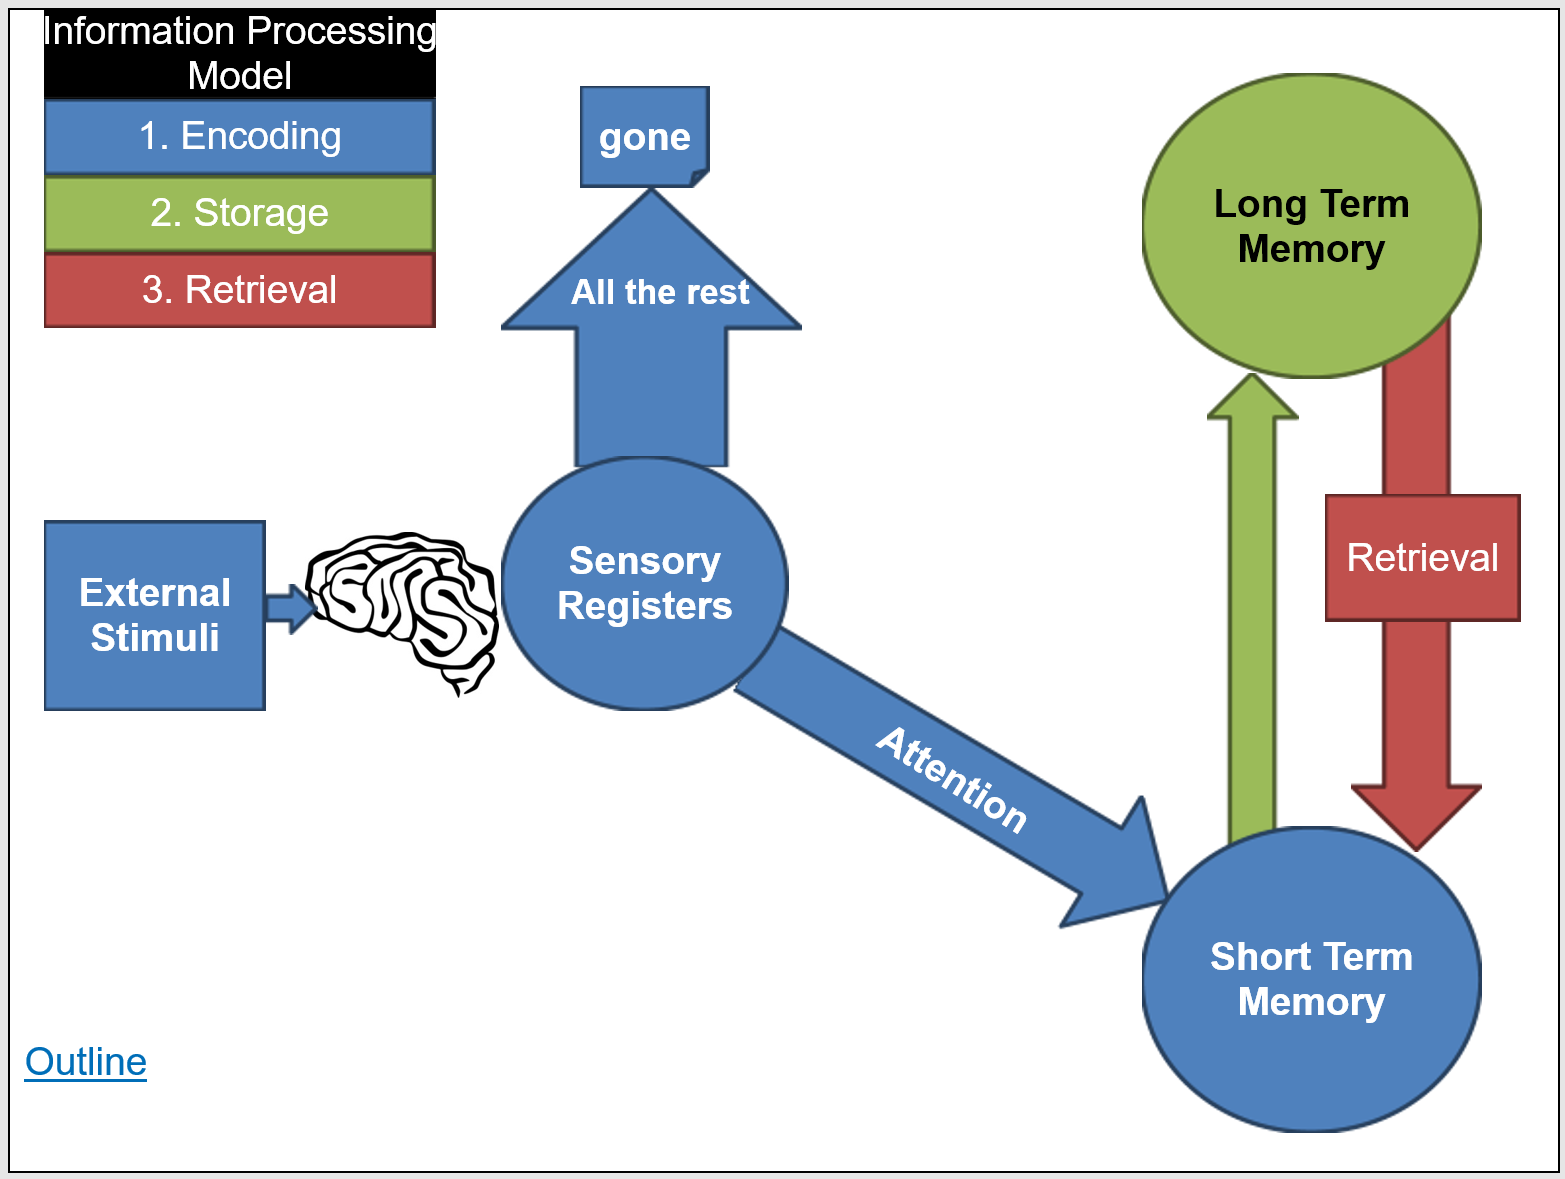 Information Processing
Model
1. Encoding
2. Storage
3. Retrieval
gone
All the rest
Long Term
Memory
Retrieval
External
Stimuli
Sensory
Registers
Attention
Short Term
Memory
Outline